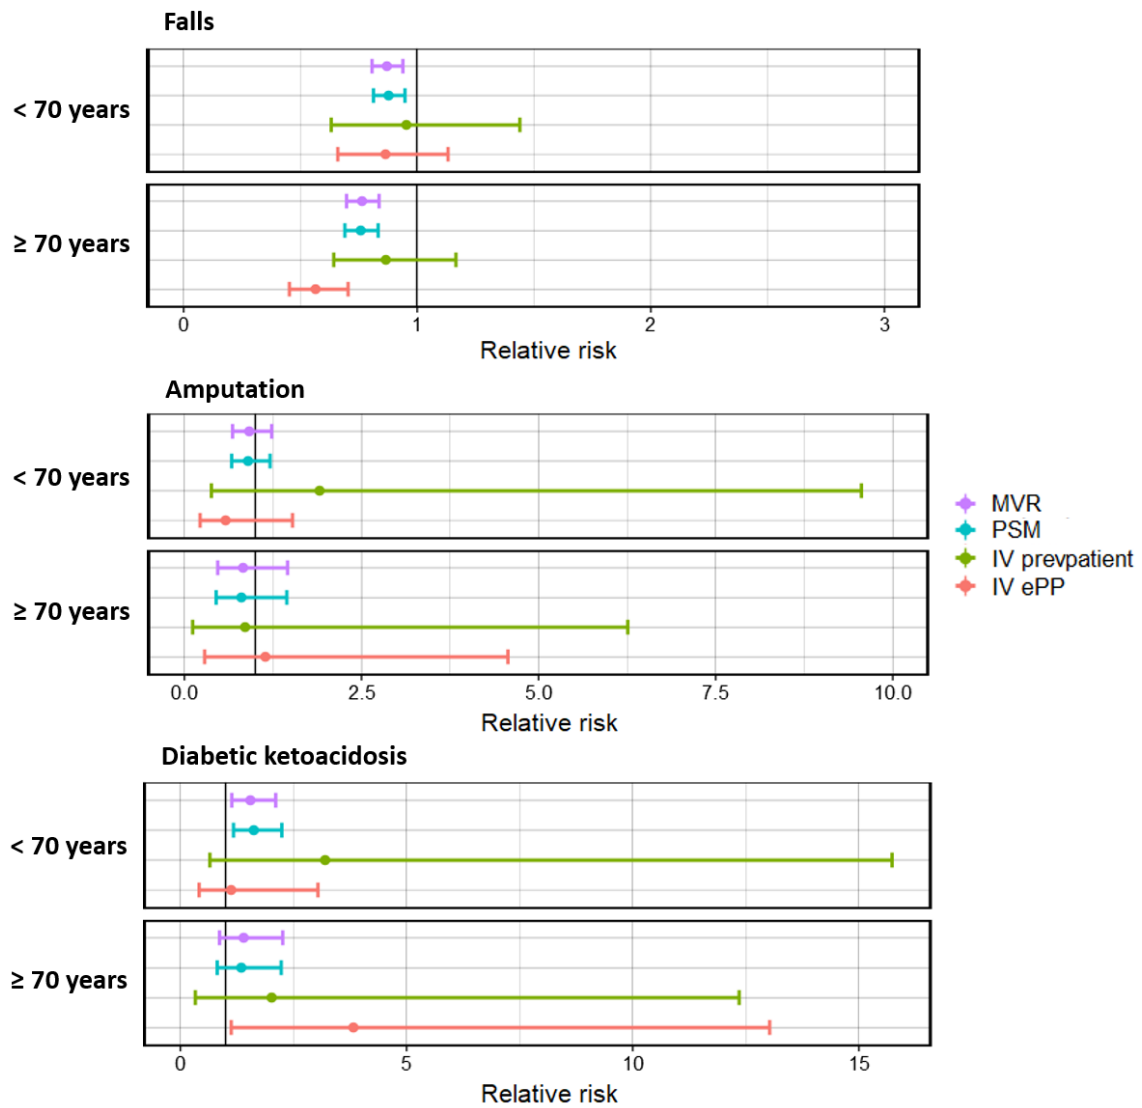 Falls
< 70 years
≥ 70 years
0 1 2 3
Relative risk
Amputation
< 70 years
≥ 70 years
0.0 2.5 5.0 7.5 10.0
Relative risk
MVR
PSM
IV prevpatient
IV ePP
Diabetic ketoacidosis
< 70 years
≥ 70 years
0 5 10 15
Relative risk